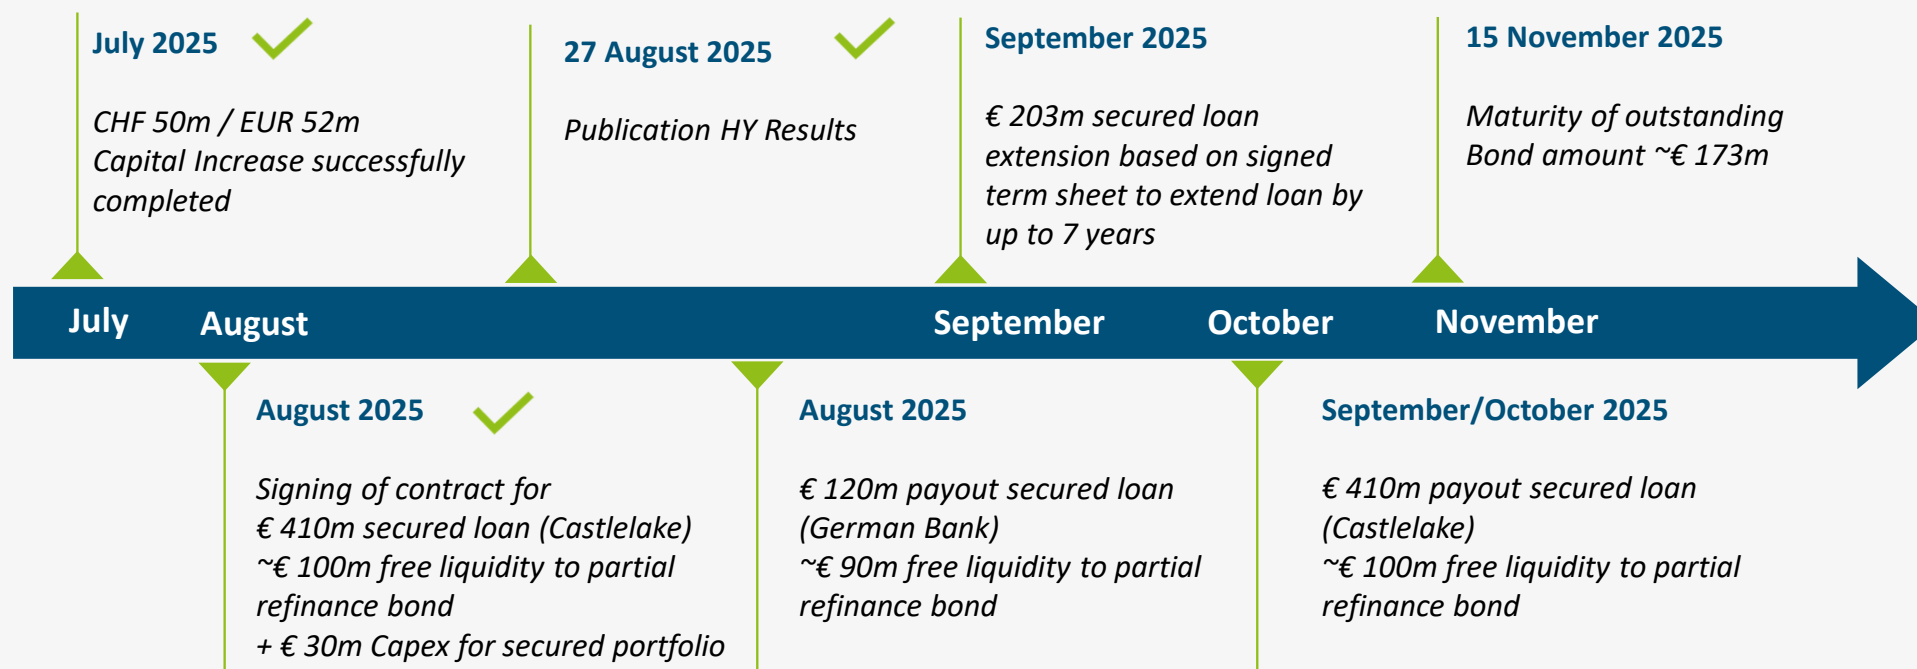 July 2025
CHF 50m / EUR 52m
Capital Increase successfully
completed
27 August 2025
Publication HY Results
September 2025
€ 203m secured loan
extension based on signed
term sheet to extend loan by
up to 7 years
15 November 2025
Maturity of outstanding
Bond amount ~€ 173m
July August September October November
August 2025
Signing of contract for
€ 410m secured loan (Castlelake)
~€ 100m free liquidity to partial
refinance bond
+ € 30m Capex for secured portfolio
August 2025
€ 120m payout secured loan
(German Bank)
~€ 90m free liquidity to partial
refinance bond
September/October 2025
€ 410m payout secured loan
(Castlelake)
~€ 100m free liquidity to partial
refinance bond